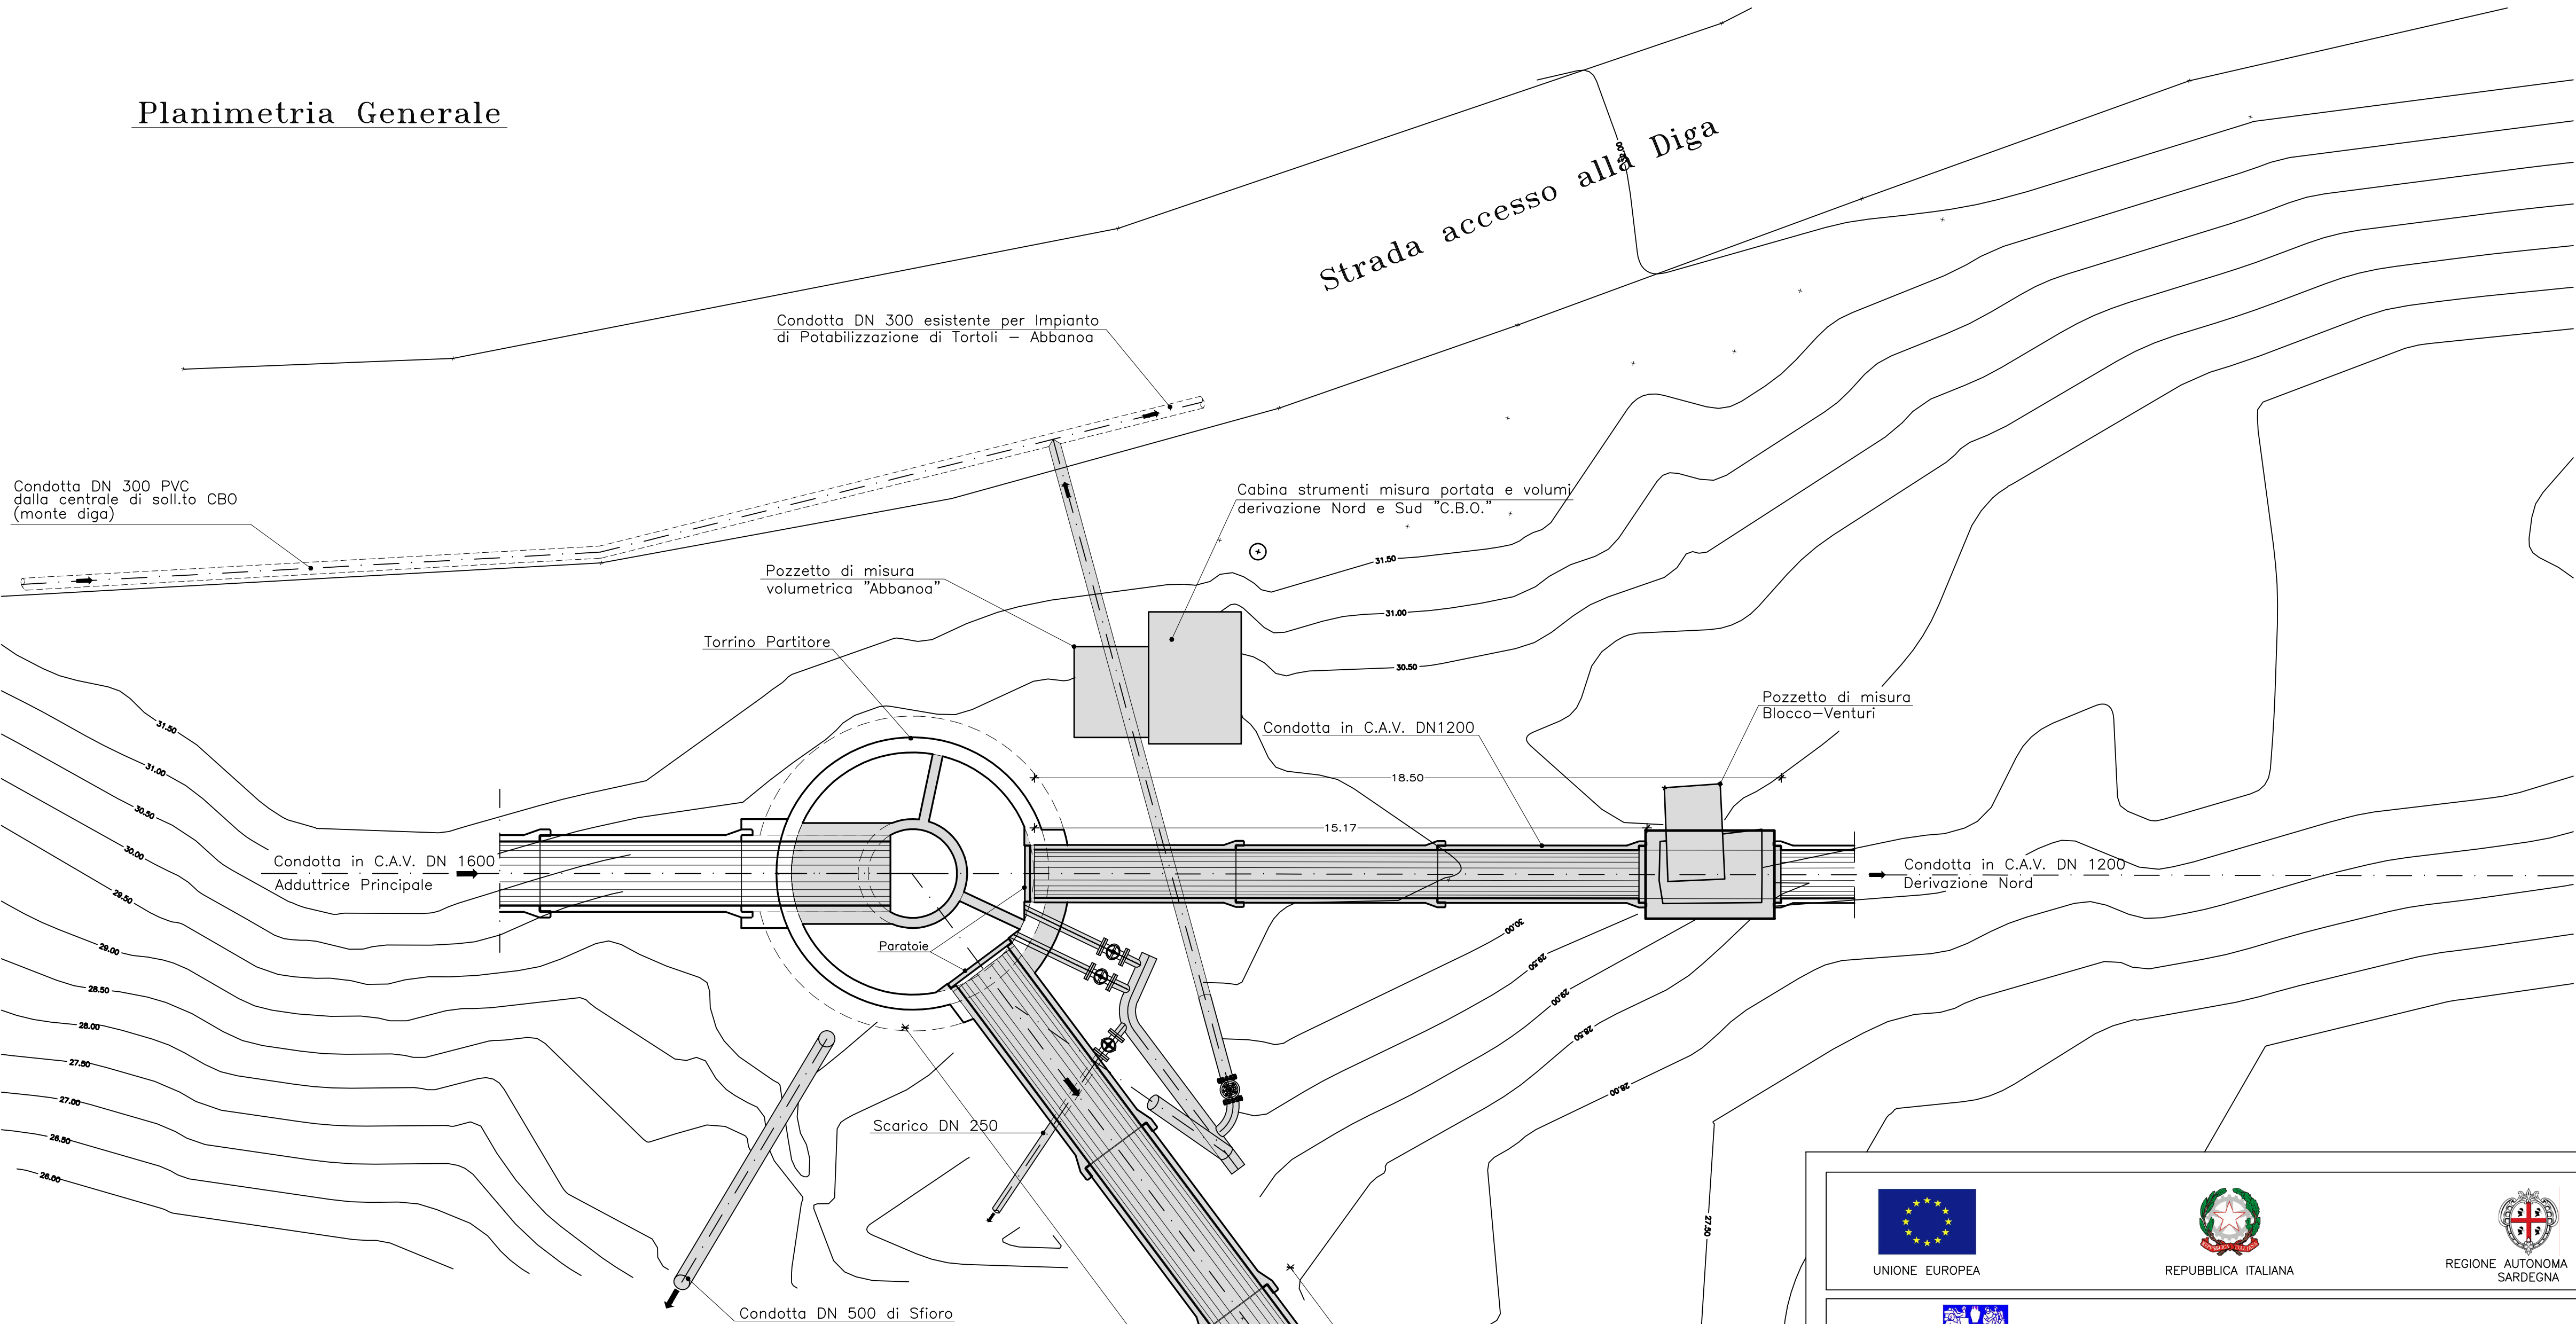 Planimetria Generale
Strada accesso alla Diga
Condotta DN 300 esistente per Impianto
di Potabilizzazione di Tortoli - Abbanoa
Condotta DN 300 PVC
dalla centrale di soll.to CBO
(monte diga)
Cabina strumenti misura portata e volumi
derivazione Nord e Sud "C.B.O."
Pozzetto di misura
volumetrica "Abbanoa"
Torrino Partitore
Pozzetto di misura
Blocco-Venturi
Condotta in C.A.V. DN1200
18.50
15.17
Condotta in C.A.V. DN 1600
Adduttrice Principale
Condotta in C.A.V. DN 1200
Derivazione Nord
Paratoie
Scarico DN 250
Condotta DN 500 di Sfioro
31.50
31.00
30.50
31.50
31.00
30.50
30.00
29.50
29.00
28.50
28.00
27.50
27.00
26.50
26.00
30.00
29.50
29.00
28.50
28.00
27.50
UNIONE EUROPEA
REPUBBLICA ITALIANA
REGIONE AUTONOMA
SARDEGNA